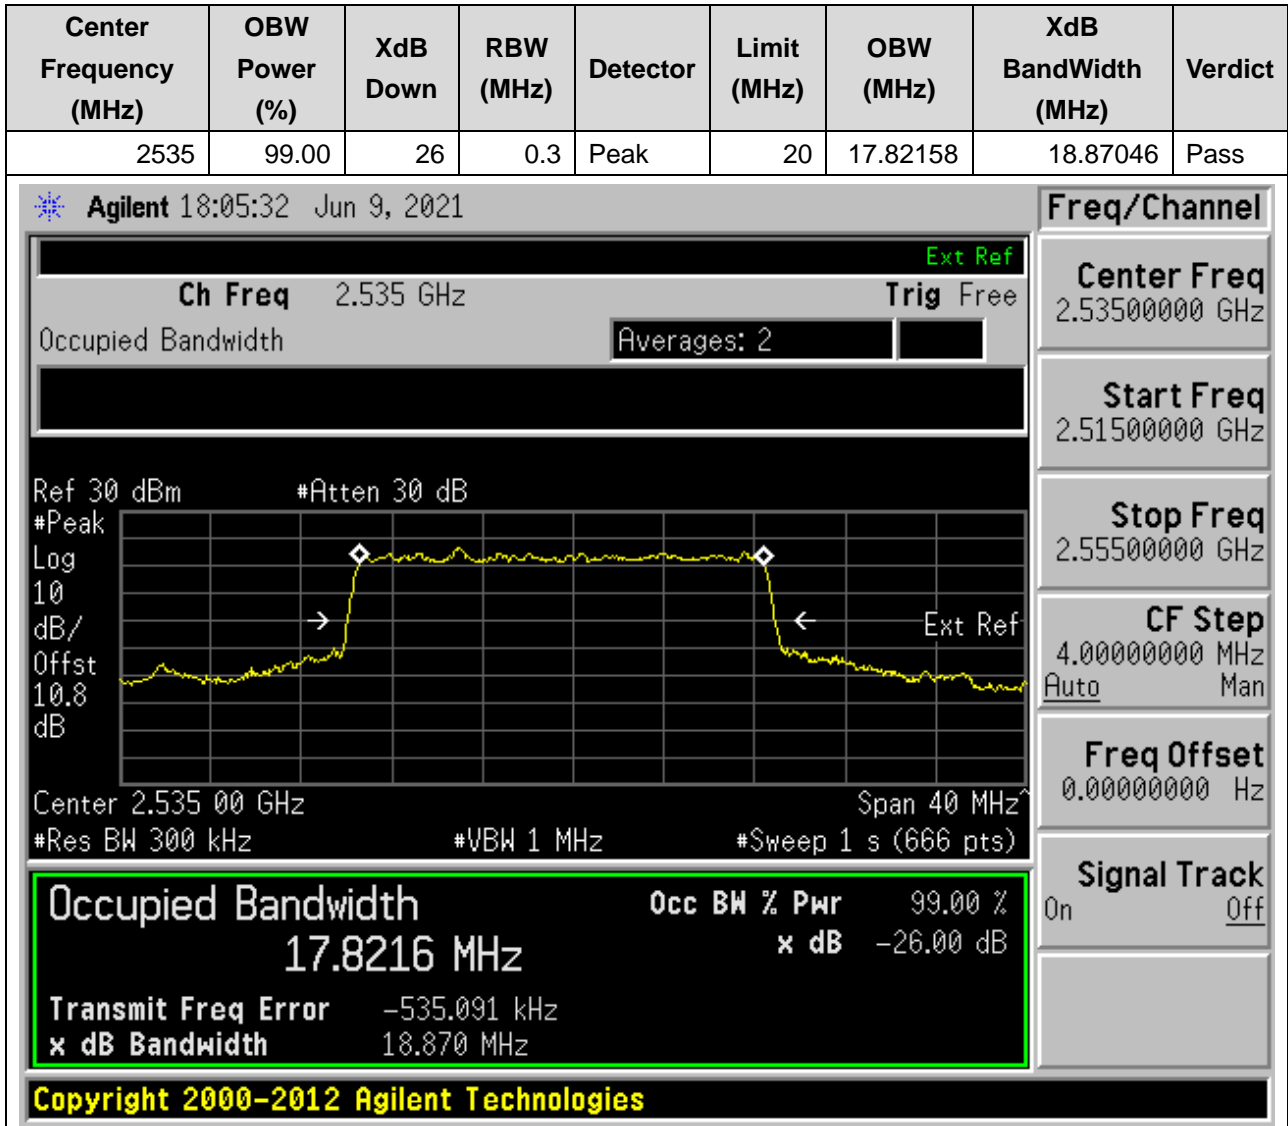 Center Frequency (MHz) OBW Power (%) XdB Down RBW (MHz) Detector Limit (MHz) OBW (MHz) XdB BandWidth (MHz) Verdict
2535 99.00 26 0.3 Peak 20 17.82158 18.87046 Pass
Agilent 18:05:32 Jun 9, 2021
Ext Ref
Ch Freq 2.535 GHz Trig Free
Occupied Bandwidth Averages: 2
Ref 30 dBm #Atten 30 dB
#Peak
Log
10
dB/
Offst
10.8
dB
Ext Ref
Center 2.535 00 GHz Span 40 MHz^
#Res BW 300 kHz #VBW 1 MHz #Sweep 1 s (666 pts)
Occupied Bandwidth Occ BW % Pwr 99.00 %
17.8216 MHz x dB -26.00 dB
Transmit Freq Error -535.091 kHz
x dB Bandwidth 18.870 MHz
Copyright 2000-2012 Agilent Technologies
Freq/Channel
Center Freq
2.53500000 GHz
Start Freq
2.51500000 GHz
Stop Freq
2.55500000 GHz
CF Step
4.00000000 MHz
Auto Man
Freq Offset
0.00000000 Hz
Signal Track
On Off